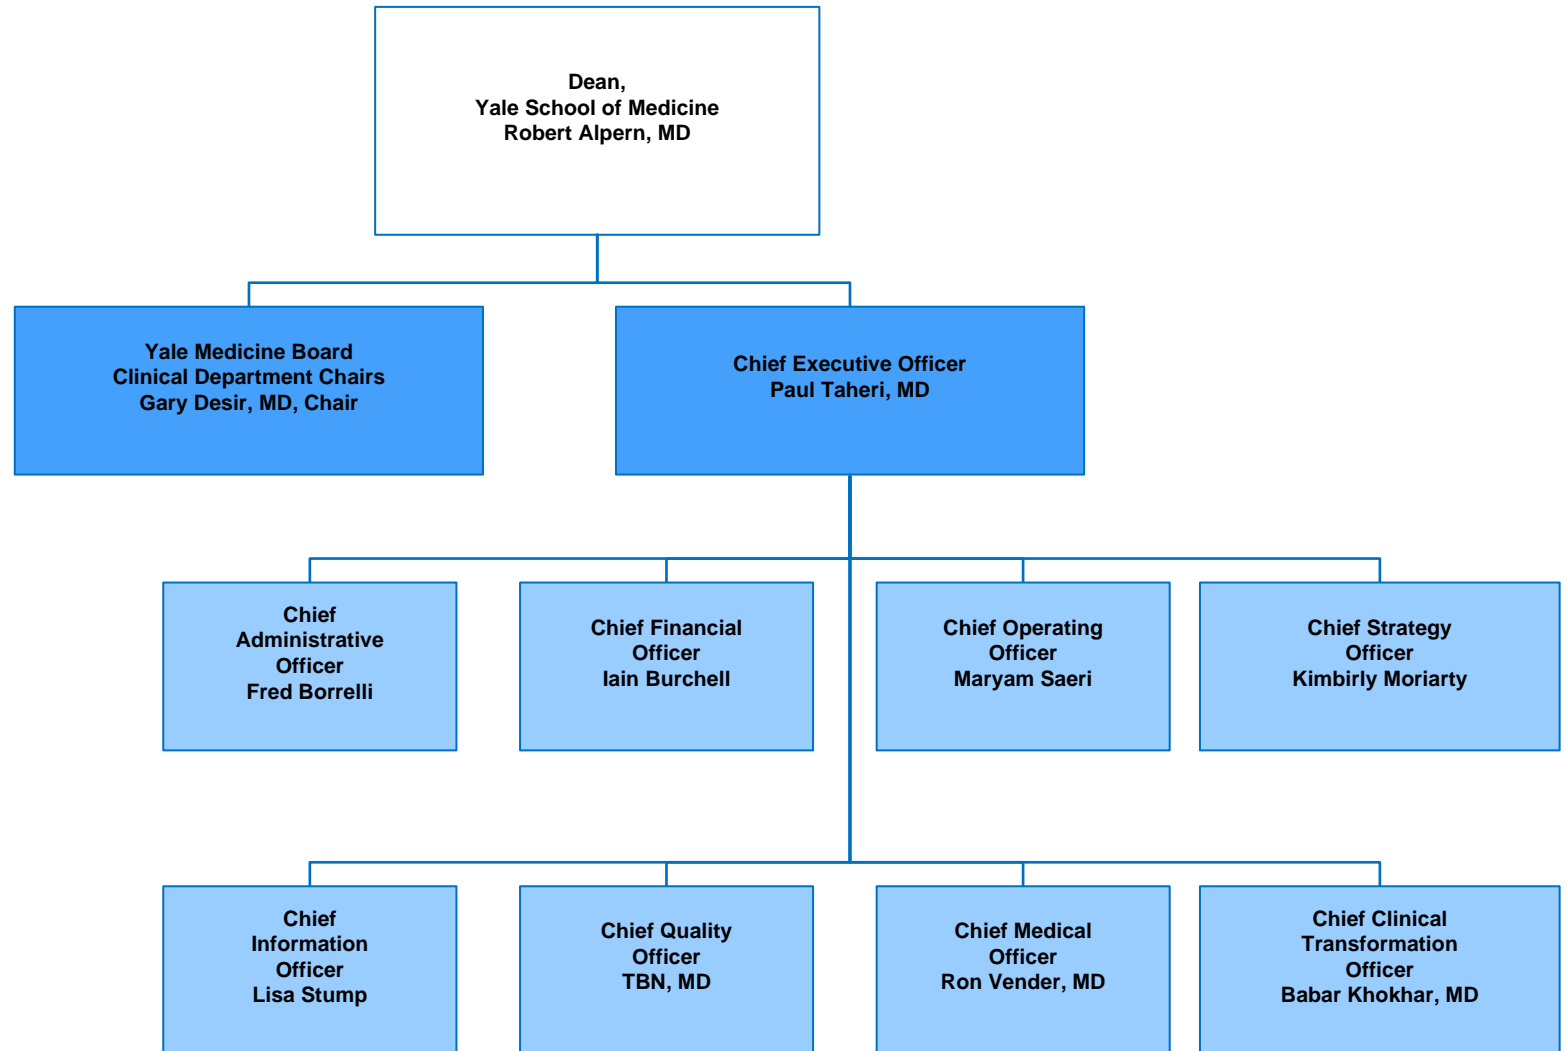 Dean,
Yale School of Medicine
Robert Alpern, MD
Yale Medicine Board
Clinical Department Chairs
Gary Desir, MD, Chair
Chief Executive Officer
Paul Taheri, MD
Chief
Administrative
Officer
Fred Borrelli
Chief Financial
Officer
Iain Burchell
Chief Operating
Officer
Maryam Saeri
Chief Strategy
Officer
Kimbirly Moriarty
Chief
Information
Officer
Lisa Stump
Chief Quality
Officer
TBN, MD
Chief Medical
Officer
Ron Vender, MD
Chief Clinical
Transformation
Officer
Babar Khokhar, MD